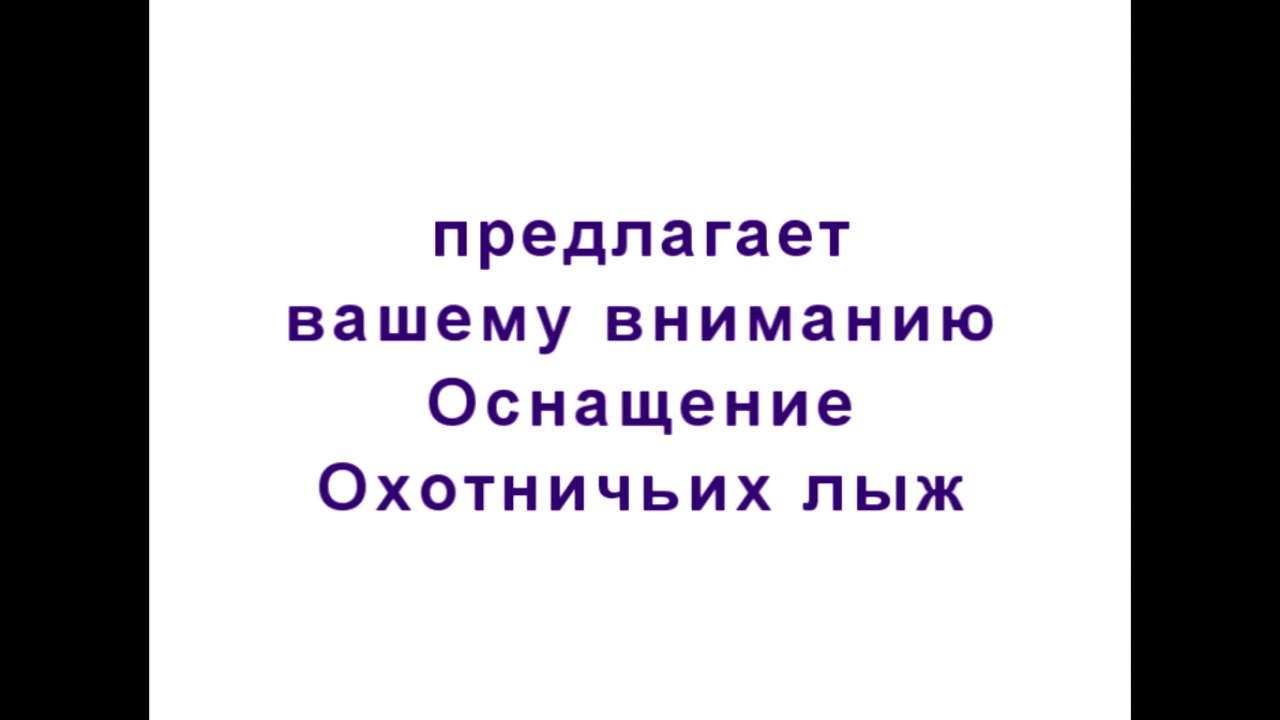 предлагает
вашему вниманию
Оснащение
Охотничьих лыж